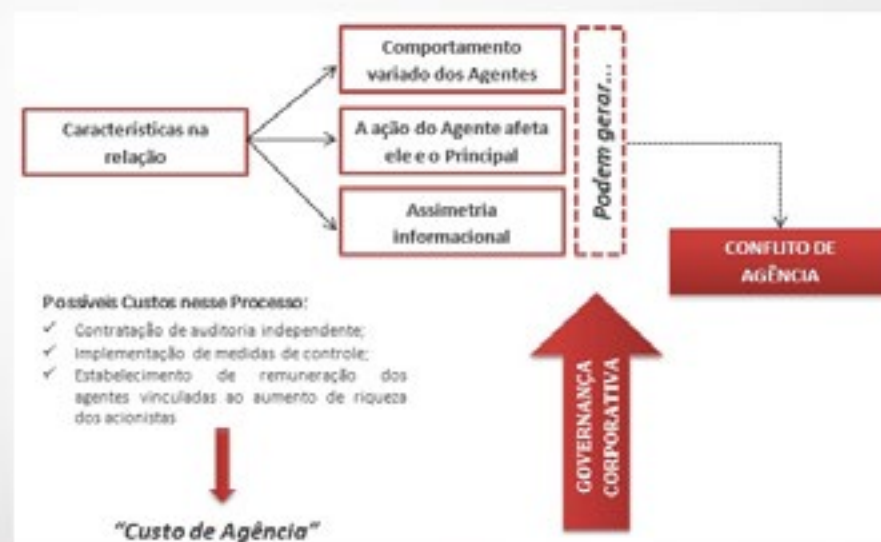 Características na
relação
Comportamento
variado dos Agentes
A ação do Agente afeta
ele e o Principal
Assimetria
informacional
Podem gerar...
CONFLITO DE
AGÊNCIA
Possíveis Custos nesse Processo:
✓ Contratação de auditoria independente;
✓ Implementação de medidas de controle;
✓ Estabelecimento de remuneração dos
agentes vinculadas ao aumento de riqueza
dos acionistas
"Custo de Agência"
GOVERNANÇA
CORPORATIVA